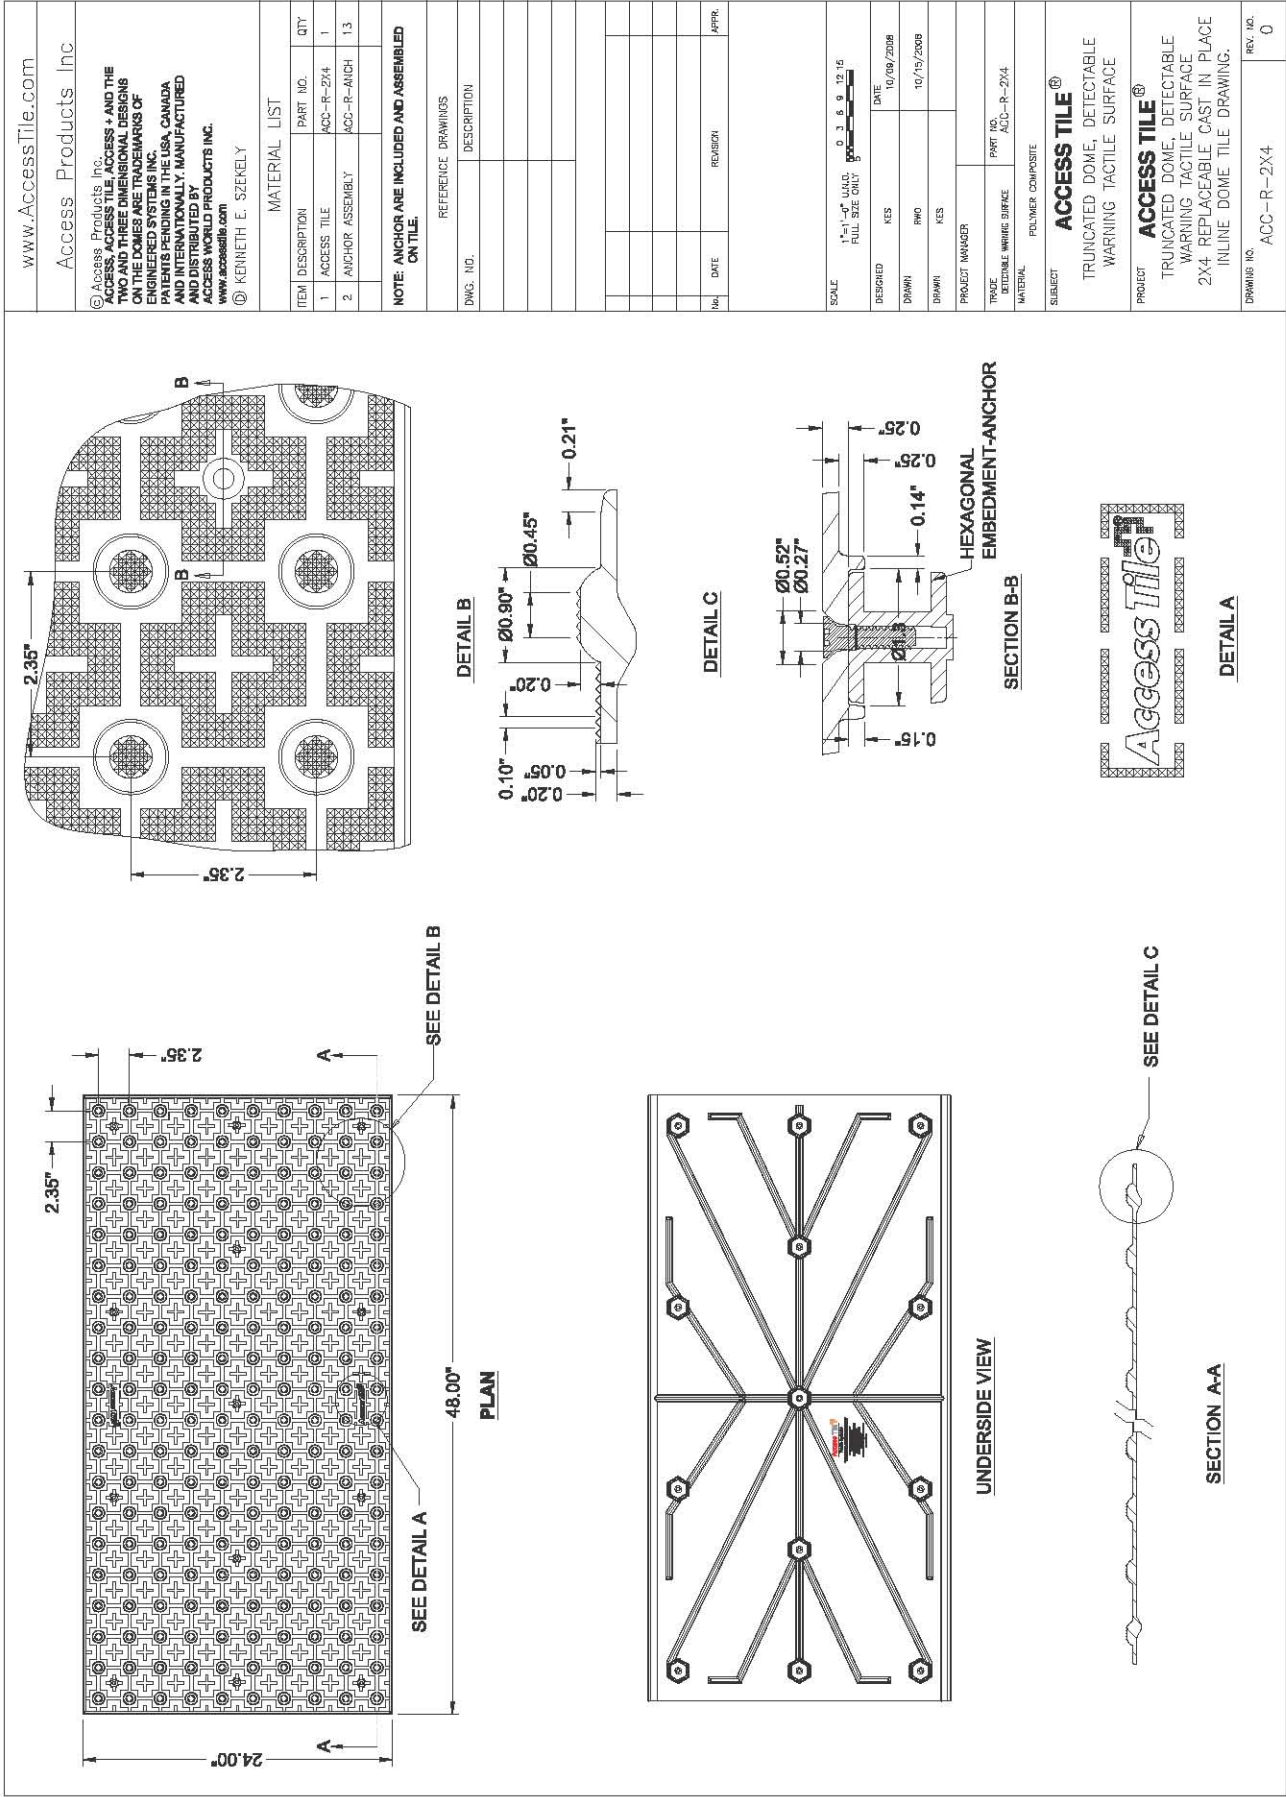 2.35"
2.35"
SEE DETAIL B
A
A
24.00"
48.00"
SEE DETAIL A
PLAN
UNDERSIDE VIEW
SEE DETAIL C
SECTION A-A
2.35"
2.35"
B
B
DETAIL B
0.10"
0.05"
0.20"
0.20"
Ø0.90"
Ø0.45"
0.21"
DETAIL C
Ø0.52"
Ø0.27"
0.25"
0.25"
0.14"
0.15"
Ø1.3
HEXAGONAL
EMBEDMENT-ANCHOR
SECTION B-B
Access Tile®
DETAIL A
www.AccessTile.com
Access Products Inc
© Access Products Inc.
ACCESS, ACCESS TILE, ACCESS + AND THE
TWO AND THREE DIMENSIONAL DESIGNS
ON THE DOMES ARE TRADEMARKS OF
ENGINEERED SYSTEMS INC.
PATENTS PENDING IN THE USA, CANADA
AND INTERNATIONALLY. MANUFACTURED
AND DISTRIBUTED BY
ACCESS WORLD PRODUCTS INC.
www.accesstile.com
Ⓓ KENNETH E. SZEKELY
MATERIAL LIST
ITEM DESCRIPTION PART NO. QTY
1 ACCESS TILE ACC-R-2X4 1
2 ANCHOR ASSEMBLY ACC-R-ANCH 13
NOTE: ANCHOR ARE INCLUDED AND ASSEMBLED
ON TILE.
REFERENCE DRAWINGS
DWG. NO. DESCRIPTION
No. DATE REVISION APPR.
SCALE
1"=1'-0" U.N.O.
FULL SIZE ONLY
5 0 3 6 9 12 15
DATE
DESIGNED KES 10/09/2008
DRAWN RWO 10/15/2008
DRAWN KES
PROJECT MANAGER
TRADE DETECTABLE WARNING SURFACE
PART NO. ACC-R-2X4
MATERIAL POLYMER COMPOSITE
SUBJECT
ACCESS TILE ®
TRUNCATED DOME, DETECTABLE
WARNING TACTILE SURFACE
PROJECT
ACCESS TILE ®
TRUNCATED DOME, DETECTABLE
WARNING TACTILE SURFACE
2X4 REPLACEABLE CAST IN PLACE
INLINE DOME TILE DRAWING.
DRAWING NO.
ACC-R-2X4
REV. NO.
0